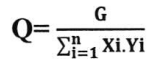 Q= G / ∑ⁿᵢ₌₁ Xi.Yi